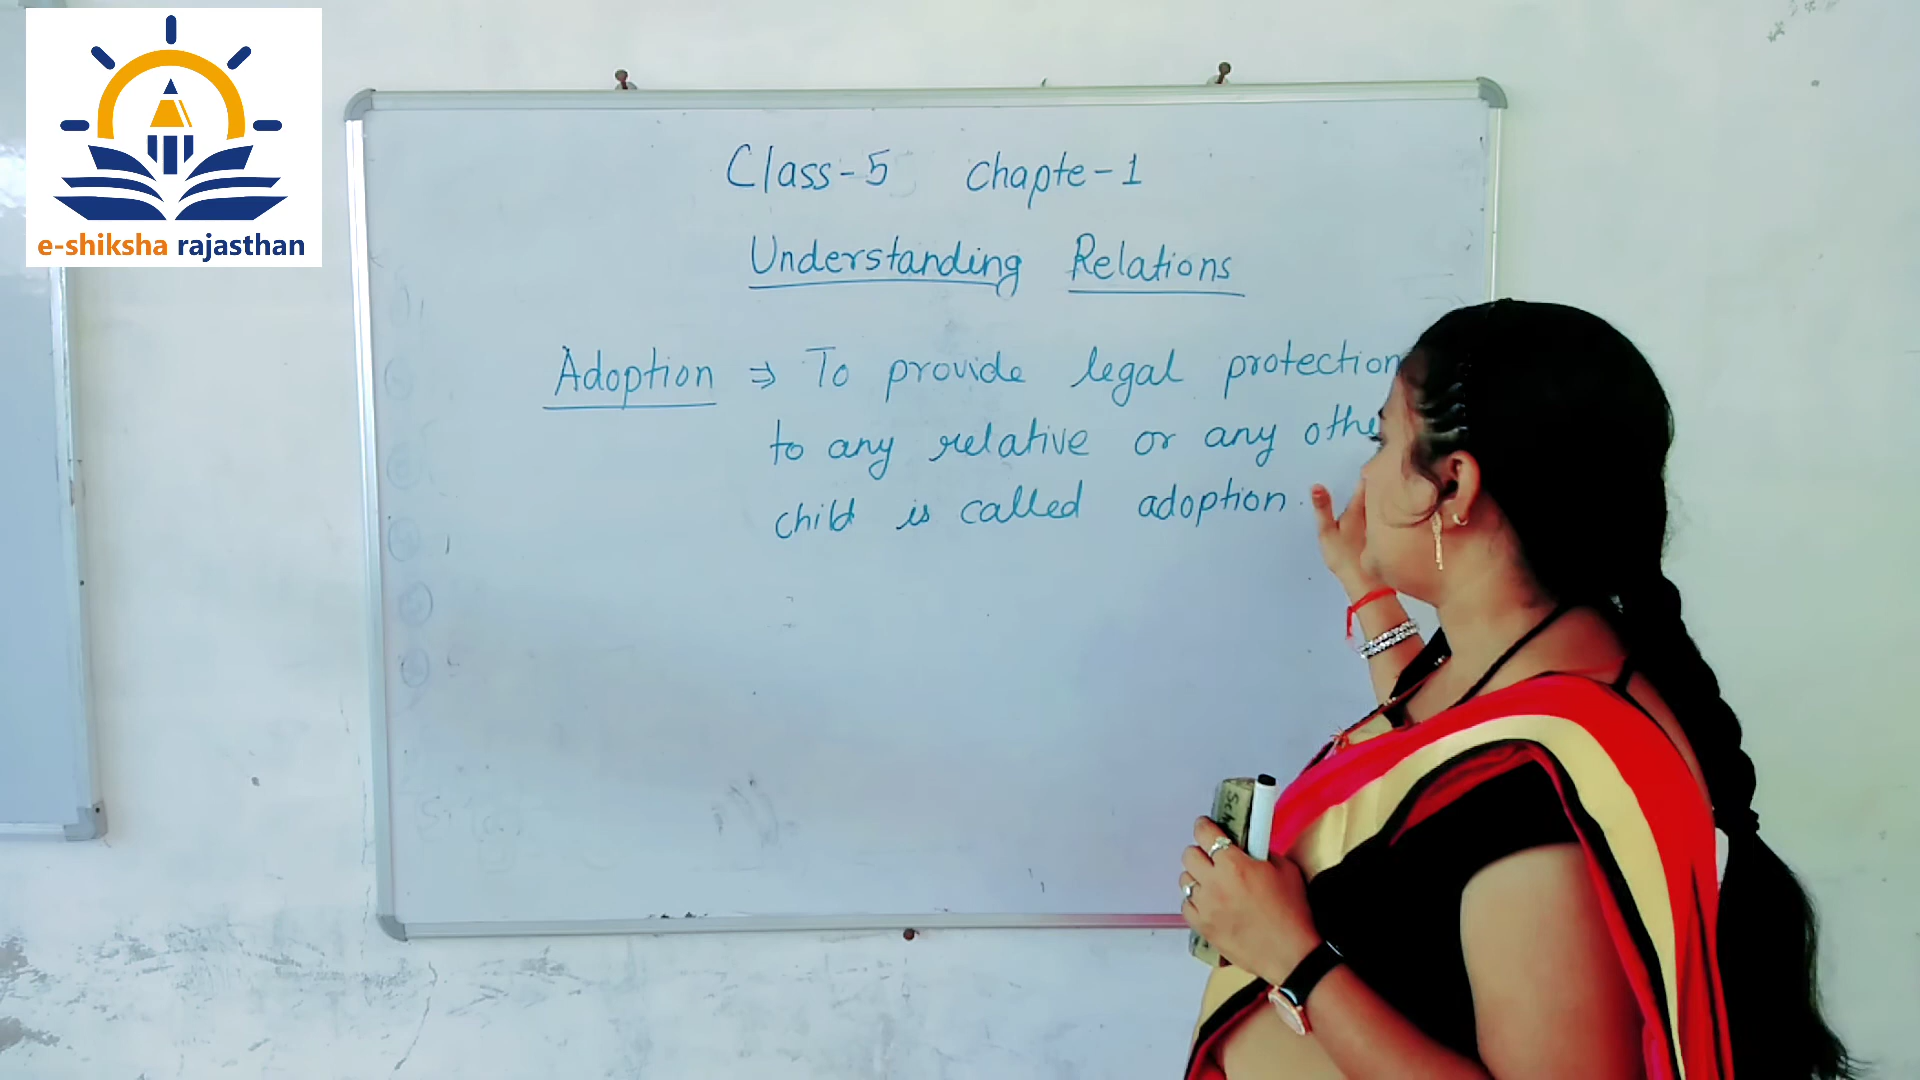 e-shiksha rajasthan
Class-5 Chapte-1
Understanding Relations
Adoption ⇒ To provide legal protection
to any relative or any othe
child is called adoption.